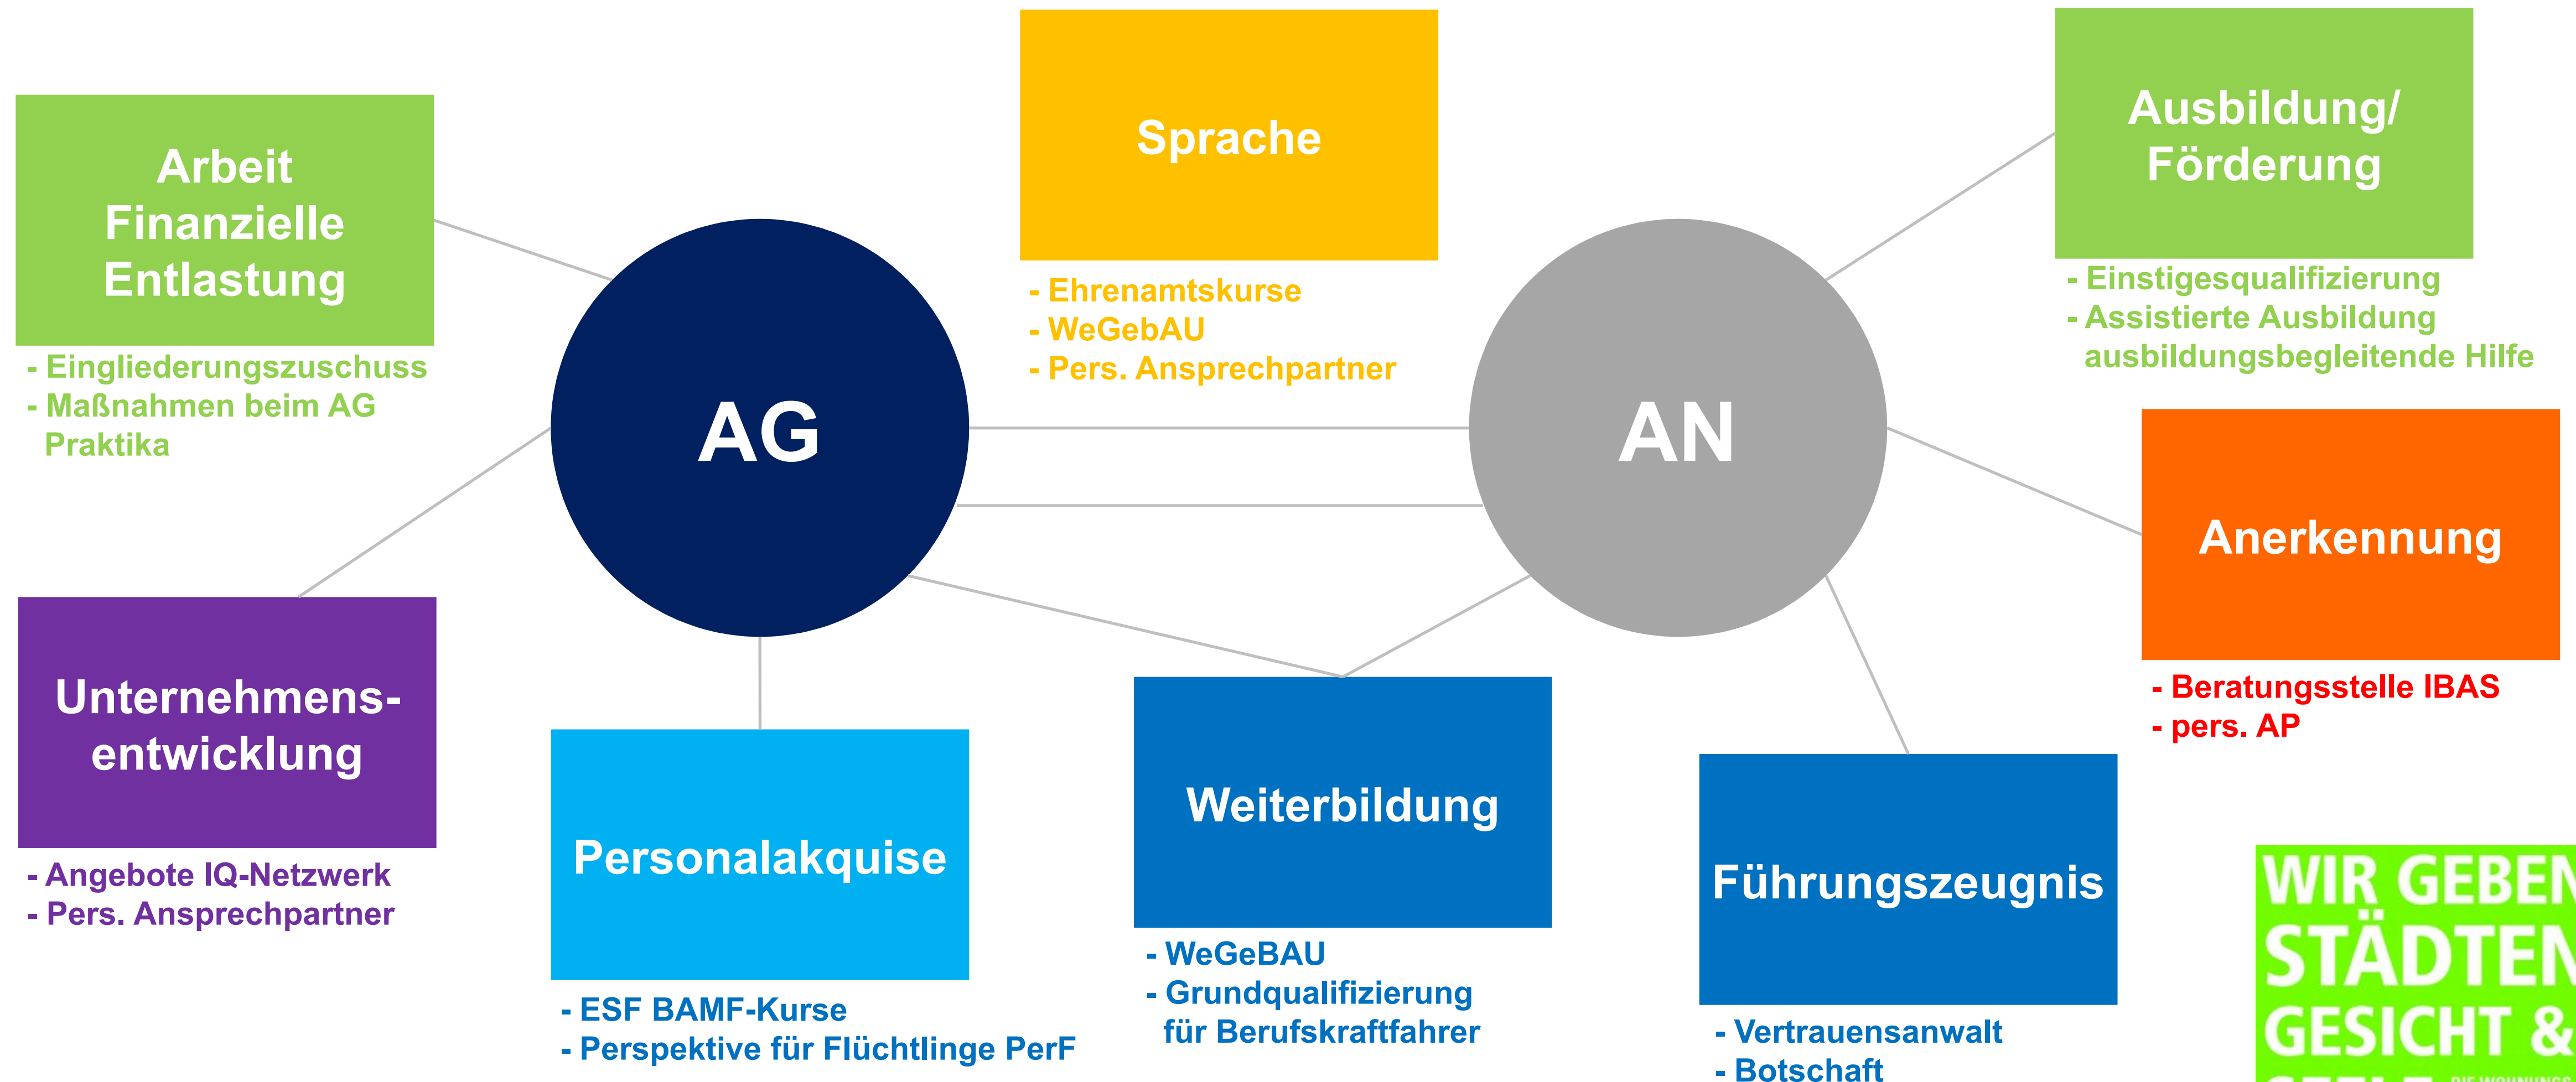 Arbeit
Finanzielle
Entlastung
- Eingliederungszuschuss
- Maßnahmen beim AG
Praktika
Sprache
- Ehrenamtskurse
- WeGebAU
- Pers. Ansprechpartner
Ausbildung/
Förderung
- Einstigesqualifizierung
- Assistierte Ausbildung
ausbildungsbegleitende Hilfe
AG
AN
Anerkennung
- Beratungsstelle IBAS
- pers. AP
Unternehmens-
entwicklung
- Angebote IQ-Netzwerk
- Pers. Ansprechpartner
Personalakquise
- ESF BAMF-Kurse
- Perspektive für Flüchtlinge PerF
Weiterbildung
- WeGeBAU
- Grundqualifizierung
für Berufskraftfahrer
Führungszeugnis
- Vertrauensanwalt
- Botschaft
WIR GEBEN
STÄDTEN
GESICHT &